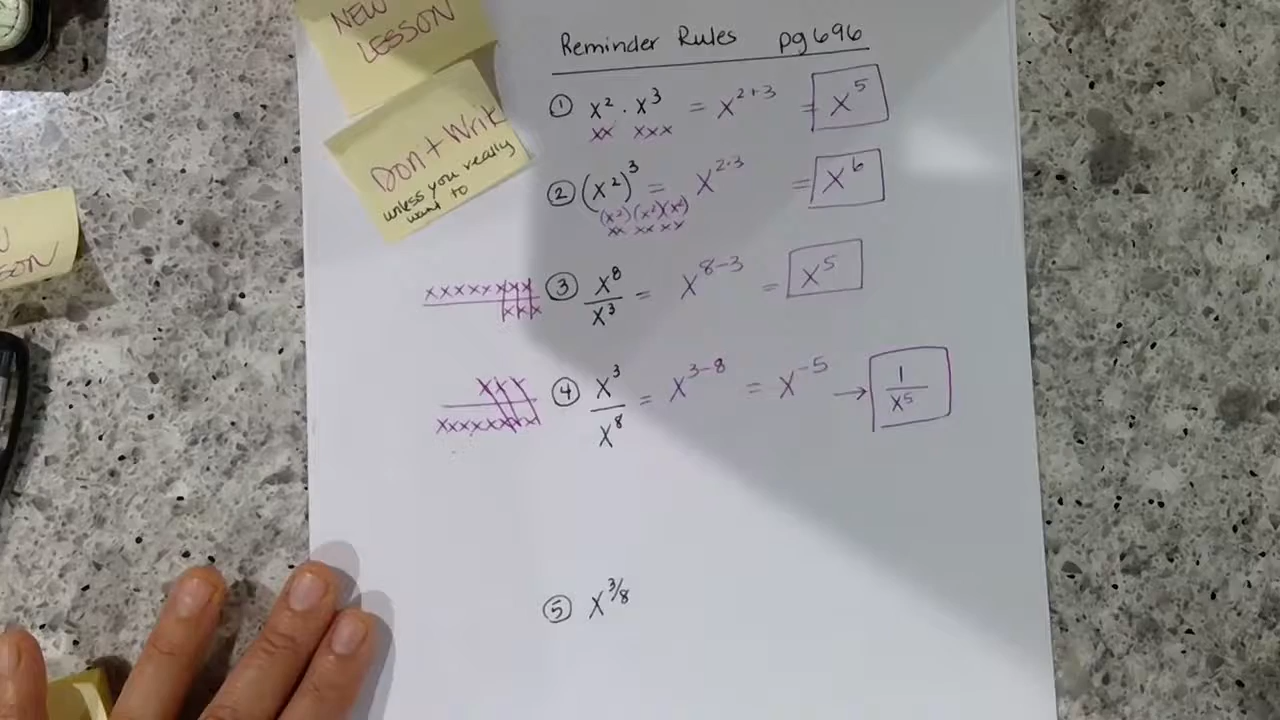 NEW
LESSON
Don't Write
unless you really
want to
SON
Reminder Rules pg 696
① x² · x³ = x²⁺³ = x⁵
xx xxx
② (x²)³ = x²·³ = x⁶
(x²)(x²)(x²)
xx xx xx
xxxxxxxx
xxx
③ x⁸/x³ = x⁸⁻³ = x⁵
xxx
xxxxxxxx
④ x³/x⁸ = x³⁻⁸ = x⁻⁵ → 1/x⁵
⑤ x^3/8